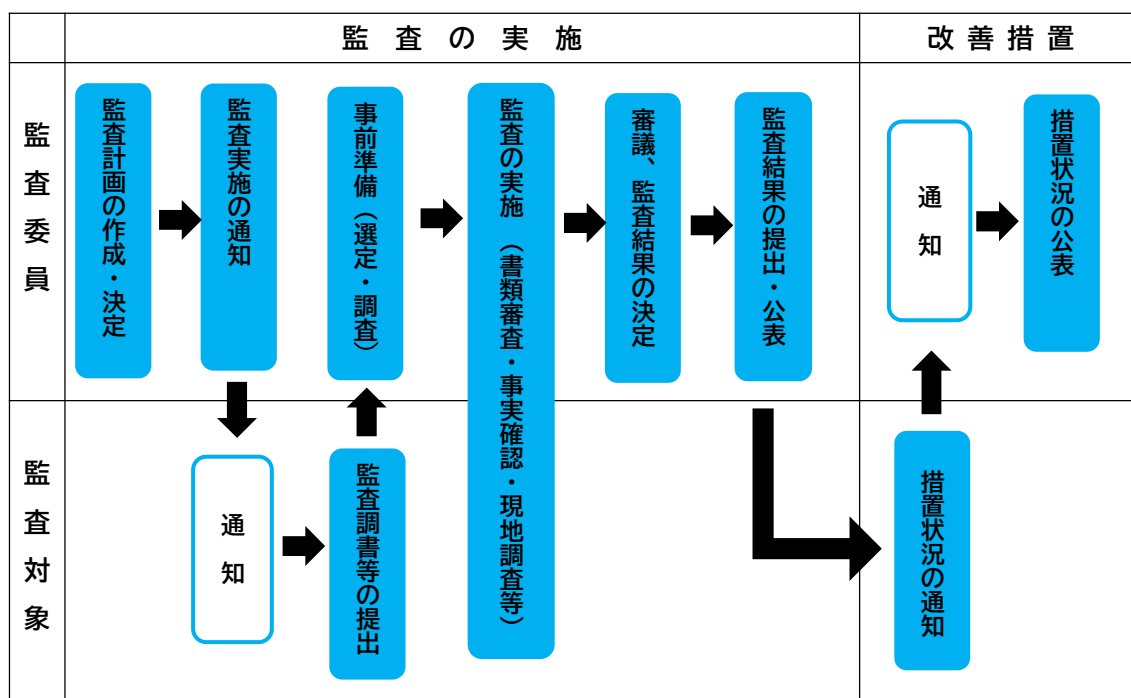 監査の実施
改善措置
監査委員
監査計画の作成・決定
監査実施の通知
事前準備（選定・調査）
監査の実施　（書類審査・事実確認・現地調査等）
審議、監査結果の決定
監査結果の提出・公表
通知
措置状況の公表
監査対象
通知
監査調書等の提出
措置状況の通知